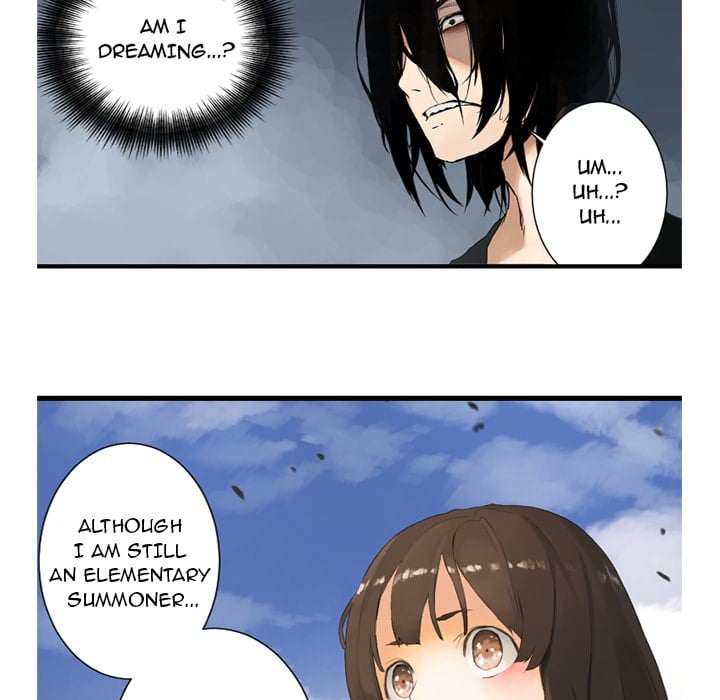 AM I
DREAMING...?
UM...
UH...?
UH...
ALTHOUGH
I AM STILL
AN ELEMENTARY
SUMMONER...